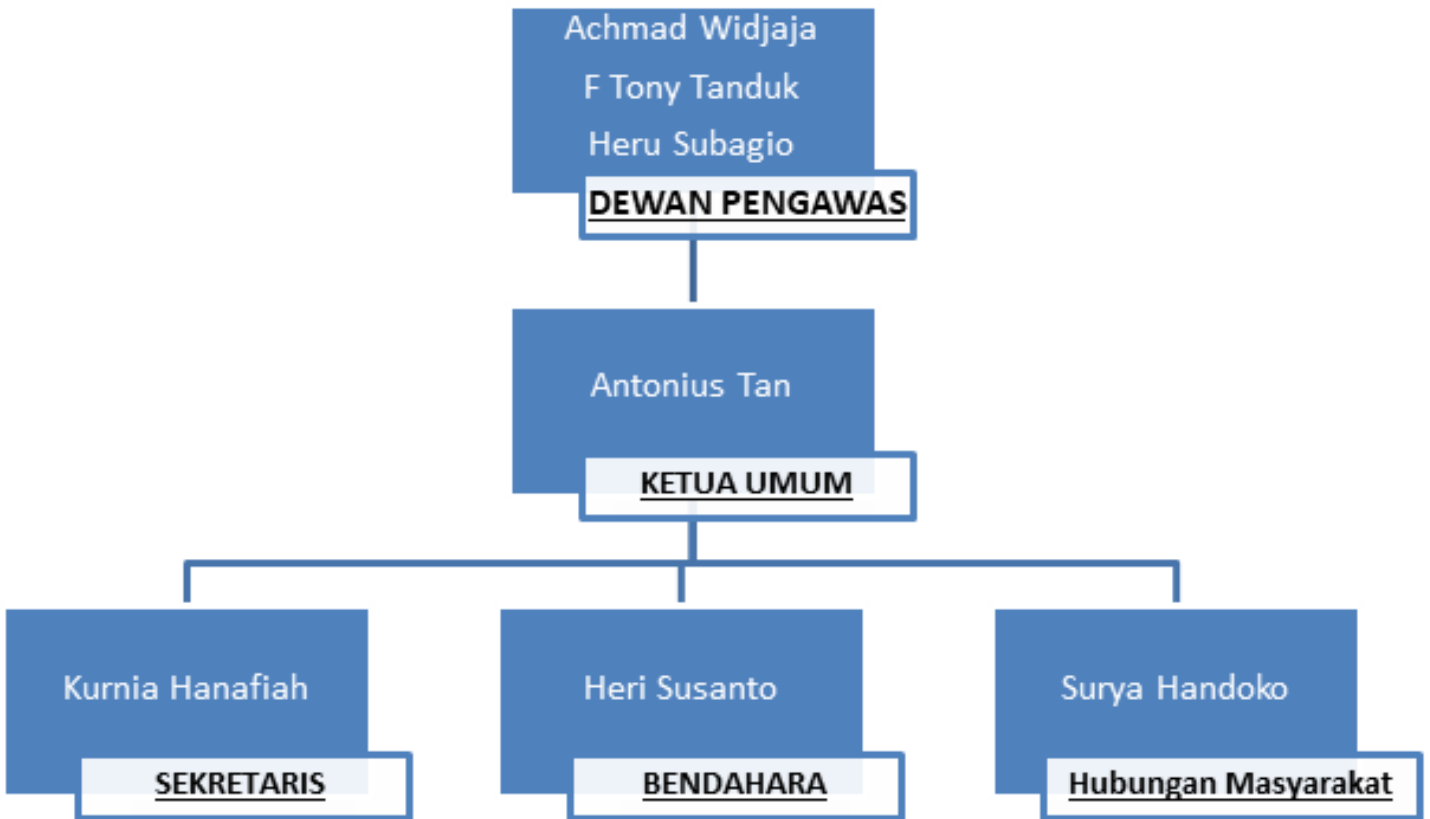 Achmad Widjaja
F Tony Tanduk
Heru Subagio
DEWAN PENGAWAS
Antonius Tan
KETUA UMUM
Kurnia Hanafiah
SEKRETARIS
Heri Susanto
BENDAHARA
Surya Handoko
Hubungan Masyarakat